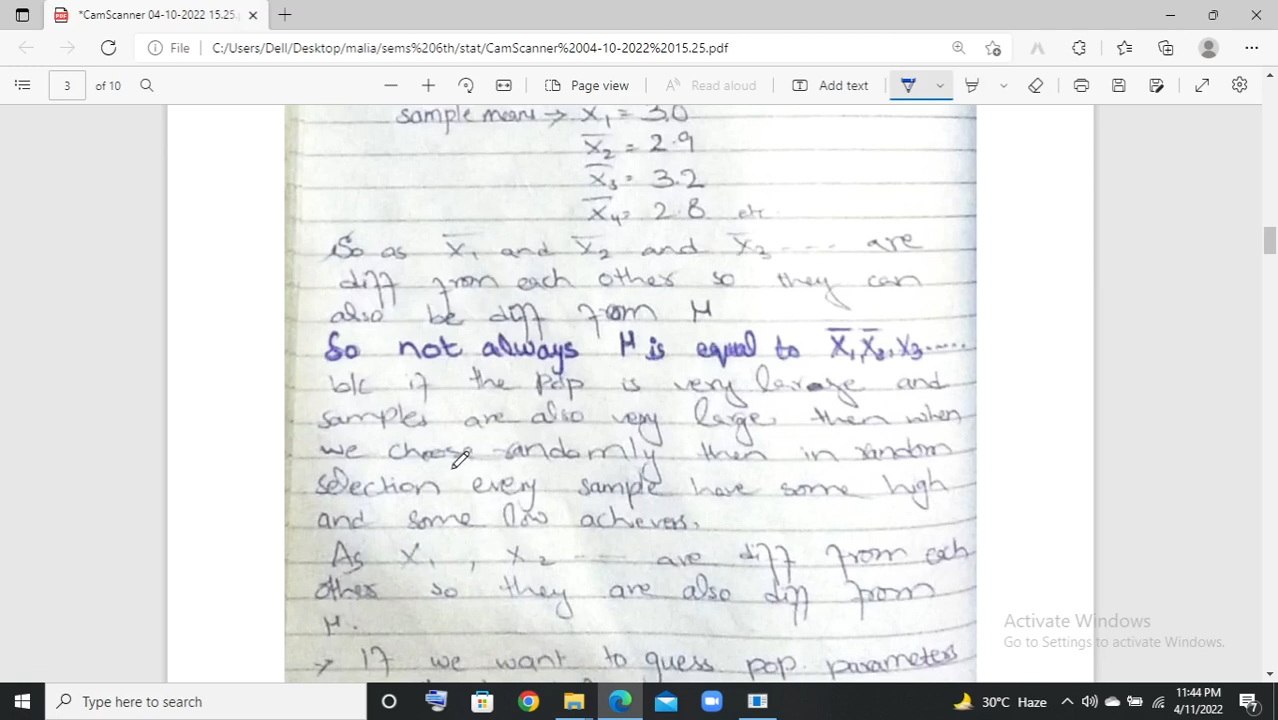 *CamScanner 04-10-2022 15.25.
File C:/Users/Dell/Desktop/malia/sems%206th/stat/CamScanner%2004-10-2022%2015.25.pdf
3 of 10 Page view Read aloud Add text
sample means → X̅₁ = 3.0
X̅₂ = 2.9
X̅₃ = 3.2
X̅₄ = 2.8 etc
So as X̅₁ and X̅₂ and X̅₃ ---- are
diff from each other so they can
also be diff from μ
So not always μ is equal to X̅₁, X̅₂, X₃.....
b/c if the pop is very large and
samples are also very large then when
we choose randomly then in random
selection every sample have some high
and some low achievers.
As X₁, X₂ --- are diff from each
other so they are also diff from
μ.
→ If we want to guess pop. parameters
Activate Windows
Go to Settings to activate Windows.
Type here to search
30°C Haze
11:44 PM
4/11/2022
7